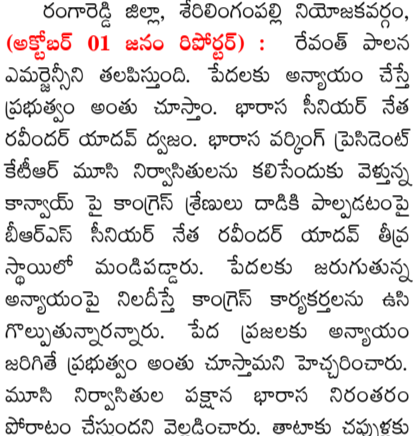 రంగారెడ్డి జిల్లా, శేరిలింగంపల్లి నియోజకవర్గం,
(అక్టోబర్ 01 జనం రిపోర్టర్) : రేవంత్ పాలన
ఎమర్జెన్సీని తలపిస్తుంది. పేదలకు అన్యాయం చేస్తే
ప్రభుత్వం అంతు చూస్తాం. భారాస సీనియర్ నేత
రవీందర్ యాదవ్ ద్వజం. భారాస వర్కింగ్ ప్రెసిడెంట్
కేటీఆర్ మూసి నిర్వాసితులను కలిసేందుకు వెళ్తున్న
కాన్వాయ్ పై కాంగ్రెస్ శ్రేణులు దాడికి పాల్పడటంపై
బీఆర్ఎస్ సీనియర్ నేత రవీందర్ యాదవ్ తీవ్ర
స్థాయిలో మండిపడ్డారు. పేదలకు జరుగుతున్న
అన్యాయంపై నిలదీస్తే కాంగ్రెస్ కార్యకర్తలను ఉసి
గొల్పుతున్నారన్నారు. పేద ప్రజలకు అన్యాయం
జరిగితే ప్రభుత్వం అంతు చూస్తామని హెచ్చరించారు.
మూసి నిర్వాసితుల పక్షాన భారాస నిరంతరం
పోరాటం చేస్తుందని వెల్లడించారు. తాటాకు చప్పుళ్లకు